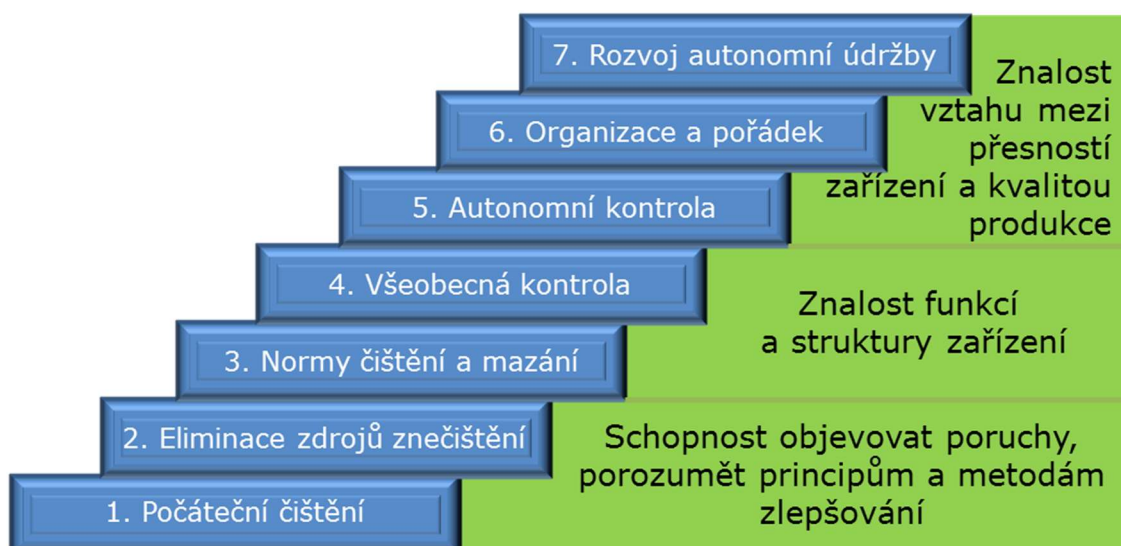 7. Rozvoj autonomní údržby
6. Organizace a pořádek
5. Autonomní kontrola
4. Všeobecná kontrola
3. Normy čištění a mazání
2. Eliminace zdrojů znečištění
1. Počáteční čištění
Znalost
vztahu mezi
přesností
zařízení a kvalitou
produkce
Znalost funkcí
a struktury zařízení
Schopnost objevovat poruchy,
porozumět principům a metodám
zlepšování